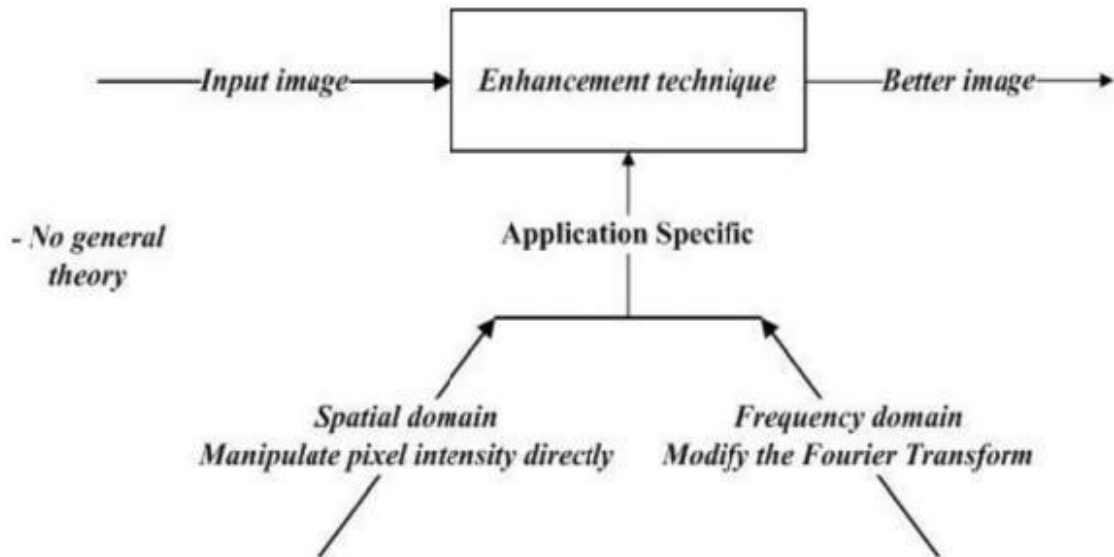 Input image
Enhancement technique
Better image
- No general
theory
Application Specific
Spatial domain
Manipulate pixel intensity directly
Frequency domain
Modify the Fourier Transform